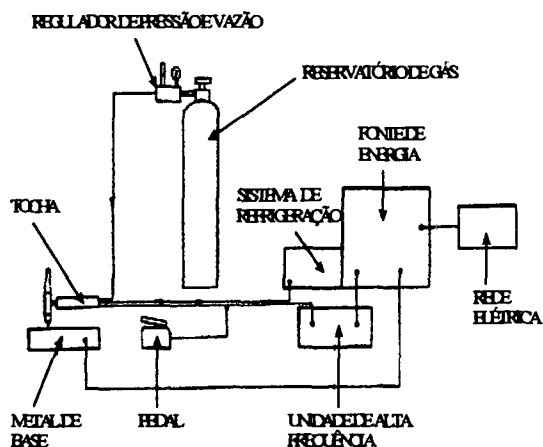 REGULADOR DE PRESSÃO E VAZÃO
RESERVATÓRIO DE GÁS
FONTE DE
ENERGIA
SISTEMA DE
REFRIGERAÇÃO
TOCHA
REDE
ELÉTRICA
METAL DE
BASE
PEDAL
UNIDADE DE ALTA
FREQUÊNCIA